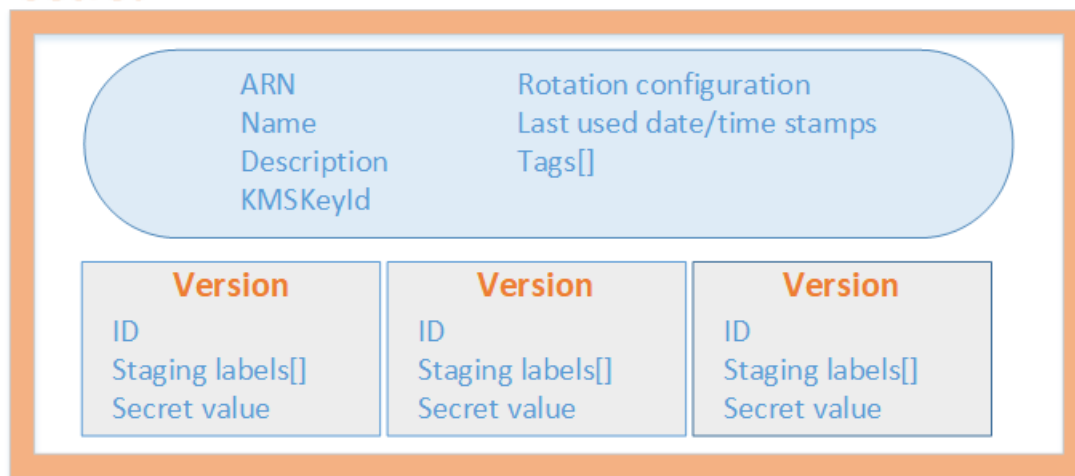 ARN
Name
Description
KMSKeyId
Rotation configuration
Last used date/time stamps
Tags[]
Version
ID
Staging labels[]
Secret value
Version
ID
Staging labels[]
Secret value
Version
ID
Staging labels[]
Secret value